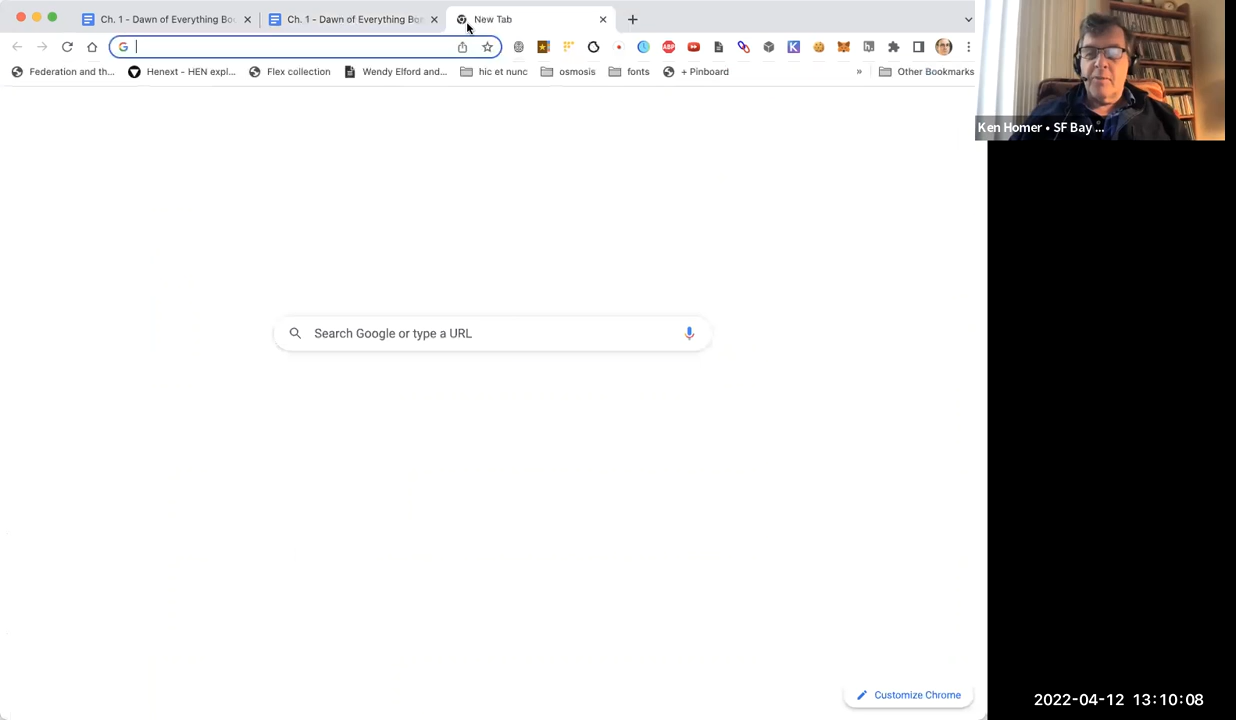 Ch. 1 - Dawn of Everything Bo
Ch. 1 - Dawn of Everything
New Tab
Federation and th...
Henext - HEN expl...
Flex collection
Wendy Elford and...
hic et nunc
osmosis
fonts
+ Pinboard
»
Other Bookmarks
Ken Homer • SF Bay ...
Search Google or type a URL
Customize Chrome
2022-04-12 13:10:08